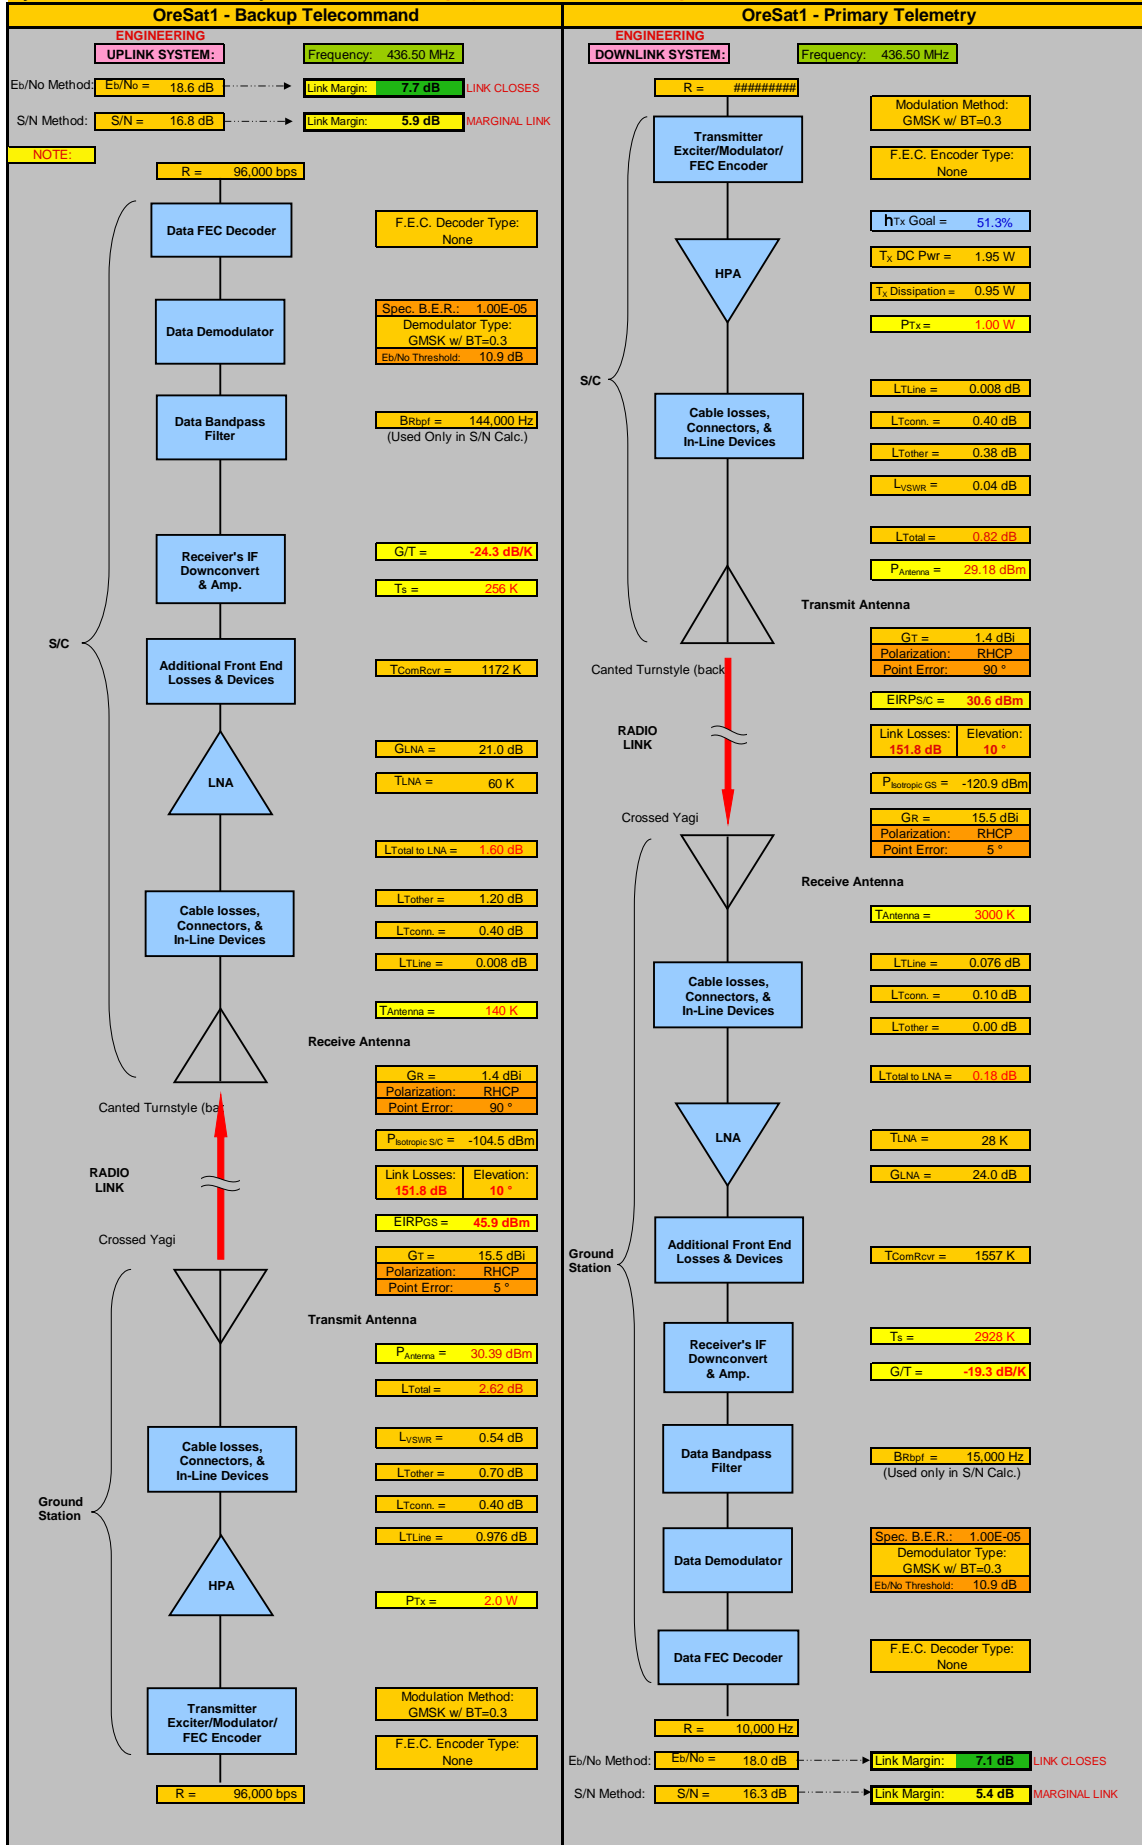 OreSat1 - Backup Telecommand
ENGINEERING
UPLINK SYSTEM:
Frequency: 436.50 MHz
Eb/No Method: Eb/No = 18.6 dB Link Margin: 7.7 dB LINK CLOSES
S/N Method: S/N = 16.8 dB Link Margin: 5.9 dB MARGINAL LINK
NOTE:
R = 96,000 bps
Data FEC Decoder
F.E.C. Decoder Type:
None
Data Demodulator
Spec. B.E.R.: 1.00E-05
Demodulator Type:
GMSK w/ BT=0.3
Eb/No Threshold: 10.9 dB
Data Bandpass
Filter
BRbpf = 144,000 Hz
(Used Only in S/N Calc.)
Receiver's IF
Downconvert
& Amp.
G/T = -24.3 dB/K
Ts = 256 K
S/C
Additional Front End
Losses & Devices
TComRcvr = 1172 K
LNA
GLNA = 21.0 dB
TLNA = 60 K
LTotal to LNA = 1.60 dB
Cable losses,
Connectors, &
In-Line Devices
LTother = 1.20 dB
LTconn. = 0.40 dB
LTLine = 0.008 dB
TAntenna = 140 K
Receive Antenna
GR = 1.4 dBi
Polarization: RHCP
Point Error: 90 °
Canted Turnstyle (ba
PIsotropic S/C = -104.5 dBm
RADIO
LINK
Link Losses: Elevation:
151.8 dB 10 °
EIRPGS = 45.9 dBm
Crossed Yagi
GT = 15.5 dBi
Polarization: RHCP
Point Error: 5 °
Transmit Antenna
PAntenna = 30.39 dBm
LTotal = 2.62 dB
Cable losses,
Connectors, &
In-Line Devices
LVSWR = 0.54 dB
LTother = 0.70 dB
LTconn. = 0.40 dB
LTLine = 0.976 dB
Ground
Station
HPA
PTx = 2.0 W
Transmitter
Exciter/Modulator/
FEC Encoder
Modulation Method:
GMSK w/ BT=0.3
F.E.C. Encoder Type:
None
R = 96,000 bps
OreSat1 - Primary Telemetry
ENGINEERING
DOWNLINK SYSTEM:
Frequency: 436.50 MHz
R = #########
Transmitter
Exciter/Modulator/
FEC Encoder
Modulation Method:
GMSK w/ BT=0.3
F.E.C. Encoder Type:
None
hTx Goal = 51.3%
HPA
TX DC Pwr = 1.95 W
TX Dissipation = 0.95 W
PTx = 1.00 W
S/C
Cable losses,
Connectors, &
In-Line Devices
LTLine = 0.008 dB
LTconn. = 0.40 dB
LTother = 0.38 dB
LVSWR = 0.04 dB
LTotal = 0.82 dB
PAntenna = 29.18 dBm
Transmit Antenna
GT = 1.4 dBi
Polarization: RHCP
Point Error: 90 °
Canted Turnstyle (back
EIRPS/C = 30.6 dBm
RADIO
LINK
Link Losses: Elevation:
151.8 dB 10 °
PIsotropic GS = -120.9 dBm
Crossed Yagi
GR = 15.5 dBi
Polarization: RHCP
Point Error: 5 °
Receive Antenna
TAntenna = 3000 K
Cable losses,
Connectors, &
In-Line Devices
LTLine = 0.076 dB
LTconn. = 0.10 dB
LTother = 0.00 dB
LTotal to LNA = 0.18 dB
LNA
TLNA = 28 K
GLNA = 24.0 dB
Ground
Station
Additional Front End
Losses & Devices
TComRcvr = 1557 K
Receiver's IF
Downconvert
& Amp.
Ts = 2928 K
G/T = -19.3 dB/K
Data Bandpass
Filter
BRbpf = 15,000 Hz
(Used only in S/N Calc.)
Data Demodulator
Spec. B.E.R.: 1.00E-05
Demodulator Type:
GMSK w/ BT=0.3
Eb/No Threshold: 10.9 dB
Data FEC Decoder
F.E.C. Decoder Type:
None
R = 10,000 Hz
Eb/No Method: Eb/No = 18.0 dB Link Margin: 7.1 dB LINK CLOSES
S/N Method: S/N = 16.3 dB Link Margin: 5.4 dB MARGINAL LINK